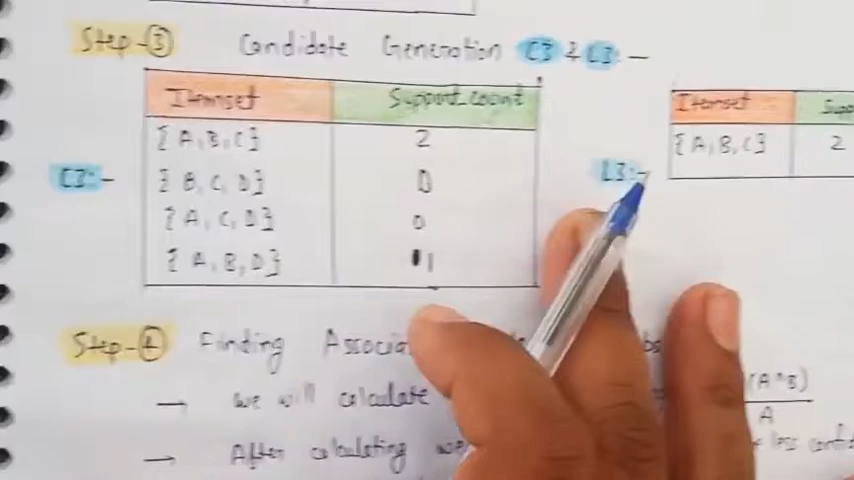 Step-③ Candidate Generation C3 & L3:-
Itemset Support count
{A,B,C} 2
{B,C,D} 0
{A,C,D} 0
{A,B,D} 1
C3:-
Itemset
{A,B,C} 2
L3:-
Step-④ Finding
→ we will calculate
(A^B)
A
→ After calculating
less